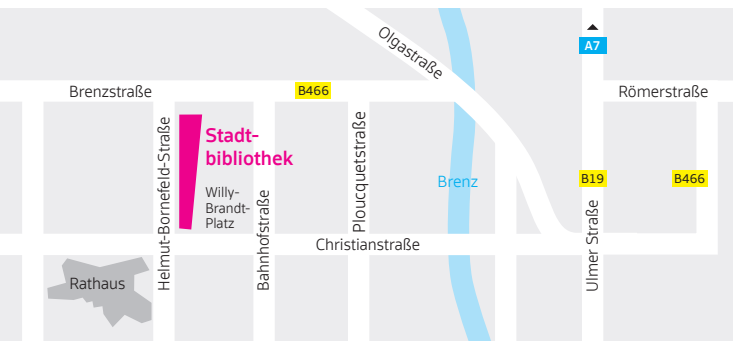 Olgastraße
A7
Brenzstraße
B466
Römerstraße
Helmut-Bornefeld-Straße
Stadt-
bibliothek
Willy-
Brandt-
Platz
Bahnhofstraße
Ploucquetstraße
Brenz
B19
B466
Ulmer Straße
Christianstraße
Rathaus